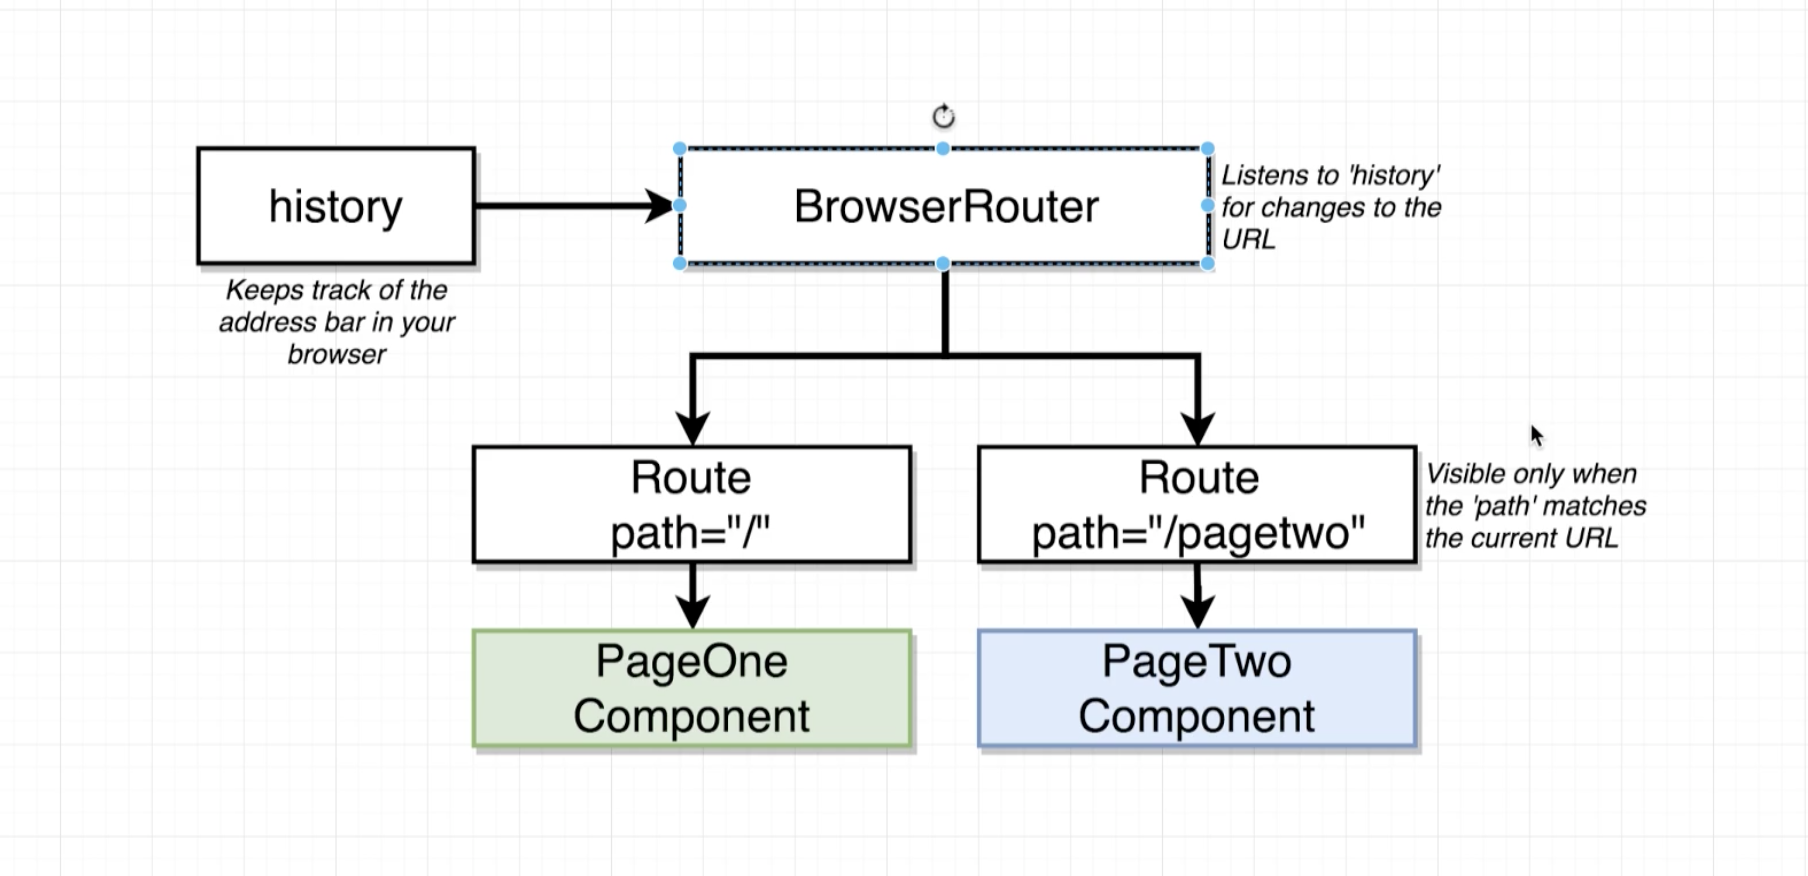 history
Keeps track of the
address bar in your
browser
BrowserRouter
Listens to 'history'
for changes to the
URL
Route
path="/"
Route
path="/pagetwo"
Visible only when
the 'path' matches
the current URL
PageOne
Component
PageTwo
Component